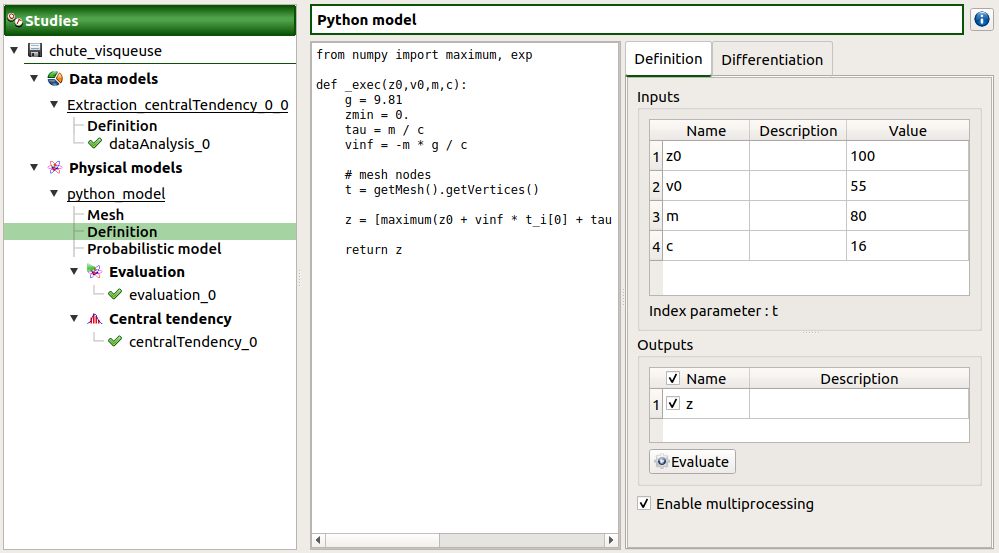 Studies
chute_visqueuse
Data models
Extraction_centralTendency_0_0
Definition
dataAnalysis_0
Physical models
python_model
Mesh
Definition
Probabilistic model
Evaluation
evaluation_0
Central tendency
centralTendency_0
Python model
from numpy import maximum, exp
def _exec(z0,v0,m,c):
    g = 9.81
    zmin = 0.
    tau = m / c
    vinf = -m * g / c
    # mesh nodes
    t = getMesh().getVertices()
    z = [maximum(z0 + vinf * t_i[0] + tau
    return z
Definition Differentiation
Inputs
Name Description Value
1 z0 100
2 v0 55
3 m 80
4 c 16
Index parameter : t
Outputs
Name Description
1 z
Evaluate
Enable multiprocessing